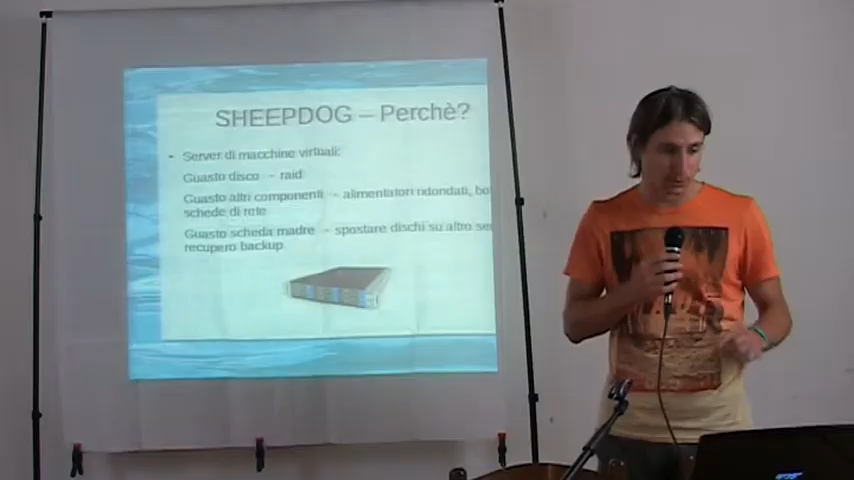 SHEEPDOG – Perchè?
• Server di macchine virtuali:
Guasto disco → raid
Guasto altri componenti → alimentatori ridondati, bo
schede di rete
Guasto scheda madre → spostare dischi su altro se
recupero backup